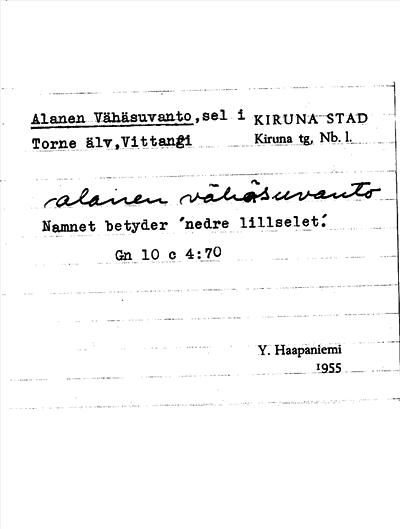 Alanen Vähäsuvanto, sel i KIRUNA STAD
Torne älv, Vittangi Kiruna tg, Nb. l.
alanen vähäsuvanto
Namnet betyder 'nedre lillselet'.
Gn 10 c 4:70
Y. Haapaniemi
1955